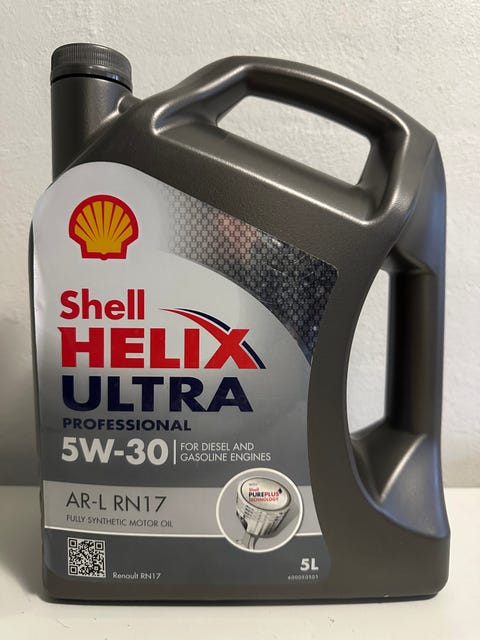 Shell
HELIX
ULTRA
PROFESSIONAL
5W-30
FOR DIESEL AND
GASOLINE ENGINES
AR-L RN17
FULLY SYNTHETIC MOTOR OIL
Shell
PUREPLUS
TECHNOLOGY
Renault RN17
5L